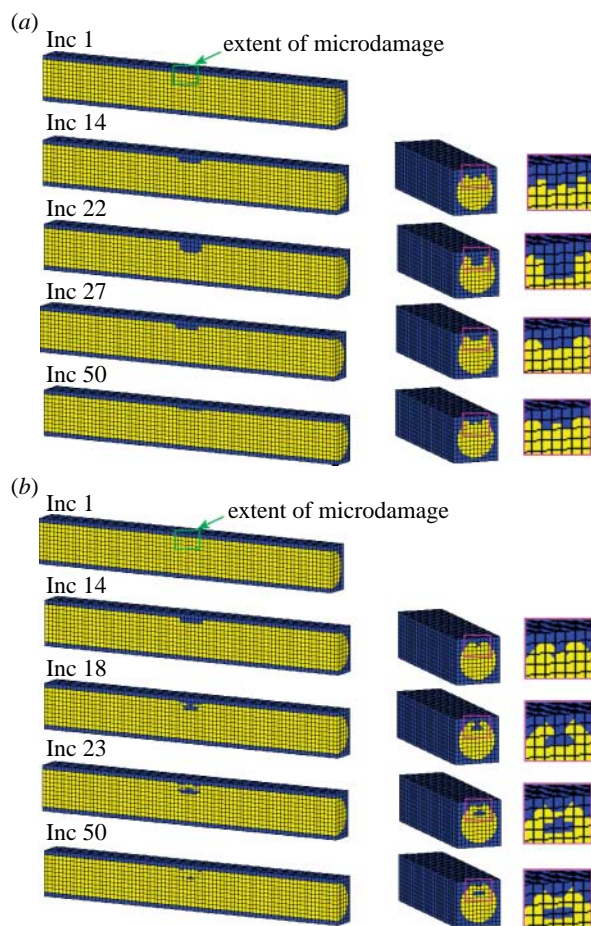 (a)
Inc 1
extent of microdamage
Inc 14
Inc 22
Inc 27
Inc 50
(b)
Inc 1
extent of microdamage
Inc 14
Inc 18
Inc 23
Inc 50